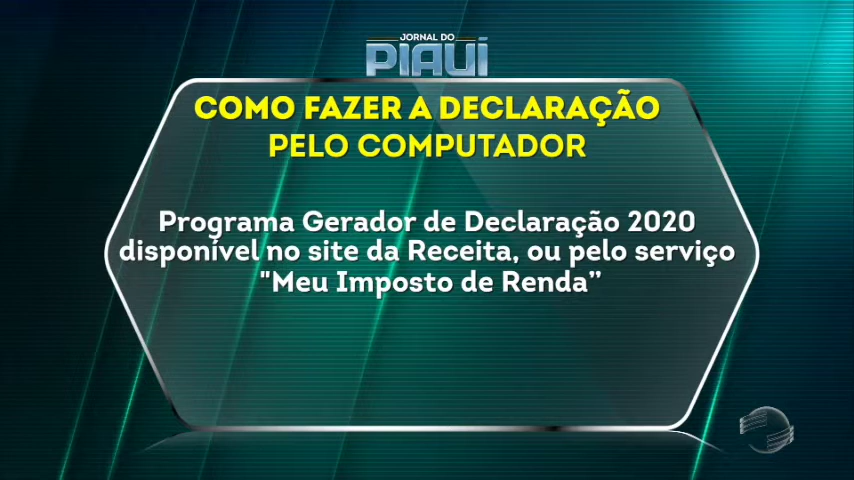 JORNAL DO
PIAUÍ
COMO FAZER A DECLARAÇÃO
PELO COMPUTADOR
Programa Gerador de Declaração 2020
disponível no site da Receita, ou pelo serviço
"Meu Imposto de Renda”